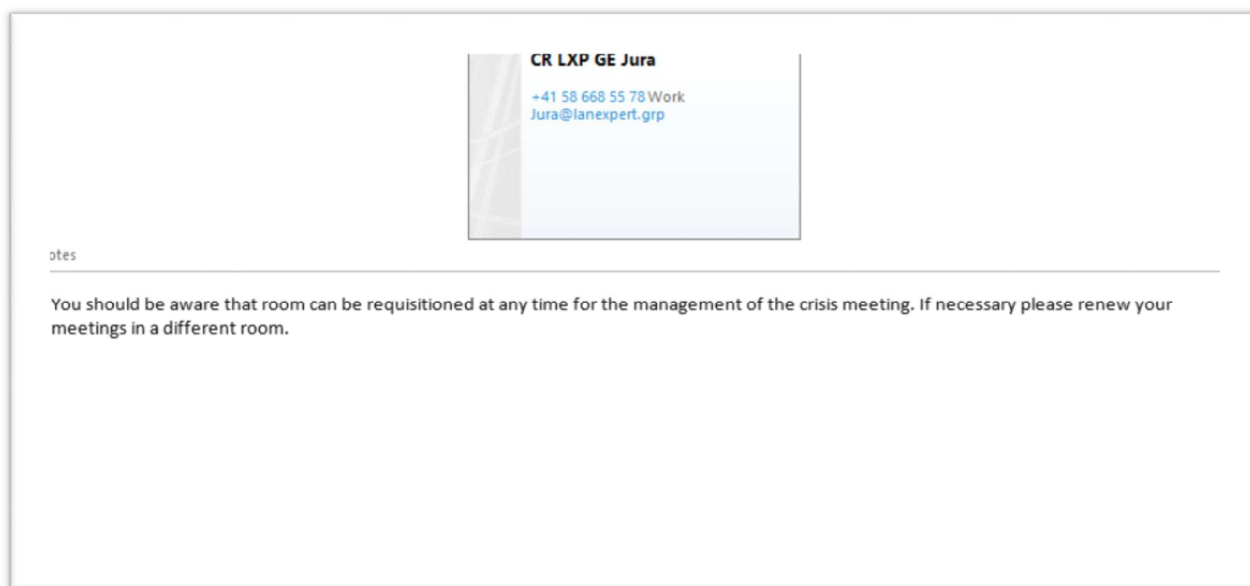 CR LXP GE Jura
+41 58 668 55 78 Work
Jura@lanexpert.grp
otes
You should be aware that room can be requisitioned at any time for the management of the crisis meeting. If necessary please renew your
meetings in a different room.